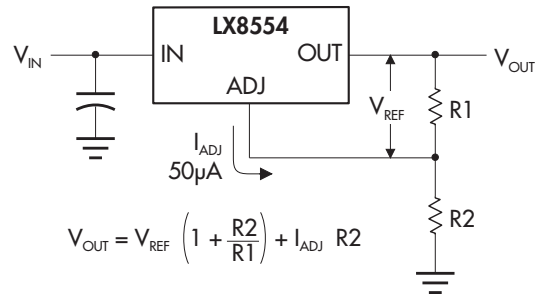 LX8554
V_IN
IN
OUT
V_OUT
ADJ
V_REF
R1
I_ADJ
50µA
R2
V_OUT = V_REF (1 + R2/R1) + I_ADJ R2